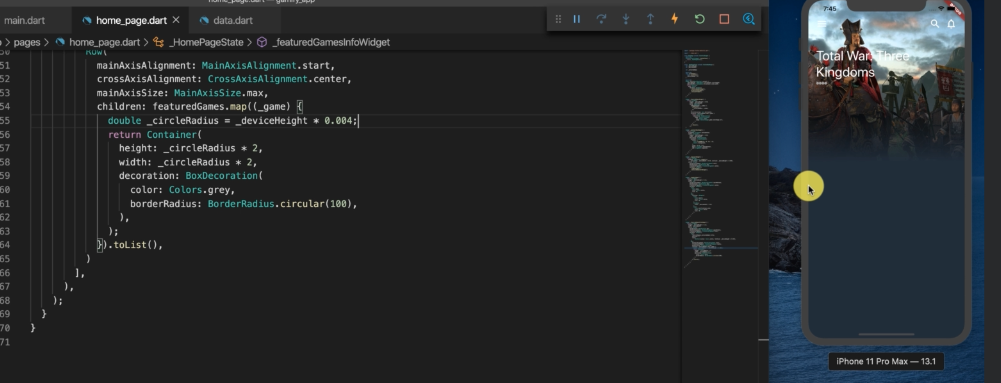 home_page.dart — gamify_app
main.dart
home_page.dart ×
data.dart
> pages > home_page.dart > _HomePageState > _featuredGamesInfoWidget
50 Row(
51 mainAxisAlignment: MainAxisAlignment.start,
52 crossAxisAlignment: CrossAxisAlignment.center,
53 mainAxisSize: MainAxisSize.max,
54 children: featuredGames.map((_game) {
55 double _circleRadius = _deviceHeight * 0.004;
56 return Container(
57 height: _circleRadius * 2,
58 width: _circleRadius * 2,
59 decoration: BoxDecoration(
60 color: Colors.grey,
61 borderRadius: BorderRadius.circular(100),
62 ),
63 );
64 }).toList(),
65 )
66 ],
67 ),
68 );
69 }
70 }
71
7:45
Total War: Three
Kingdoms
iPhone 11 Pro Max — 13.1